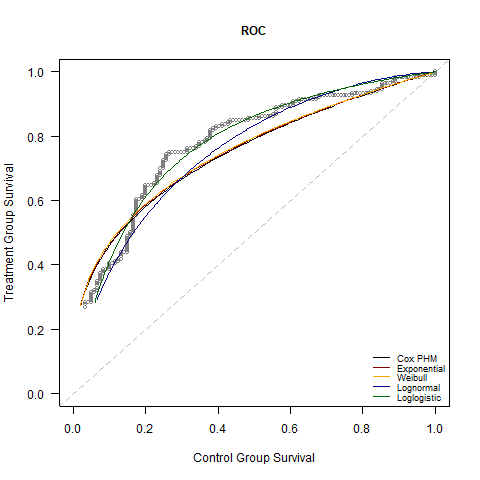 ROC
Treatment Group Survival
1.0
0.8
0.6
0.4
0.2
0.0
Cox PHM
Exponential
Weibull
Lognormal
Loglogistic
0.0 0.2 0.4 0.6 0.8 1.0
Control Group Survival